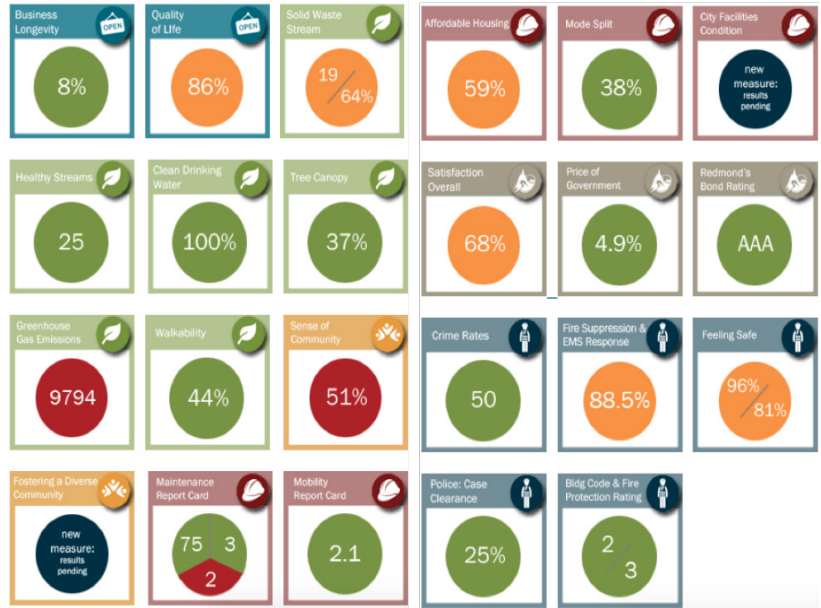 Business
Longevity
OPEN
8%
Quality
of LIfe
OPEN
86%
Solid Waste
Stream
19
64%
Healthy Streams
25
Clean Drinking
Water
100%
Tree Canopy
37%
Greenhouse
Gas Emissions
9794
Walkability
44%
Sense of
Community
51%
Fostering a Diverse
Community
new
measure:
results
pending
Maintenance
Report Card
75
3
2
Mobility
Report Card
2.1
Affordable Housing
59%
Mode Split
38%
City Facilities
Condition
new
measure:
results
pending
Satisfaction
Overall
68%
Price of
Government
4.9%
Redmond's
Bond Rating
AAA
Crime Rates
50
Fire Suppression &
EMS Response
88.5%
Feeling Safe
96%
81%
Police: Case
Clearance
25%
Bldg Code & Fire
Protection Rating
2
3